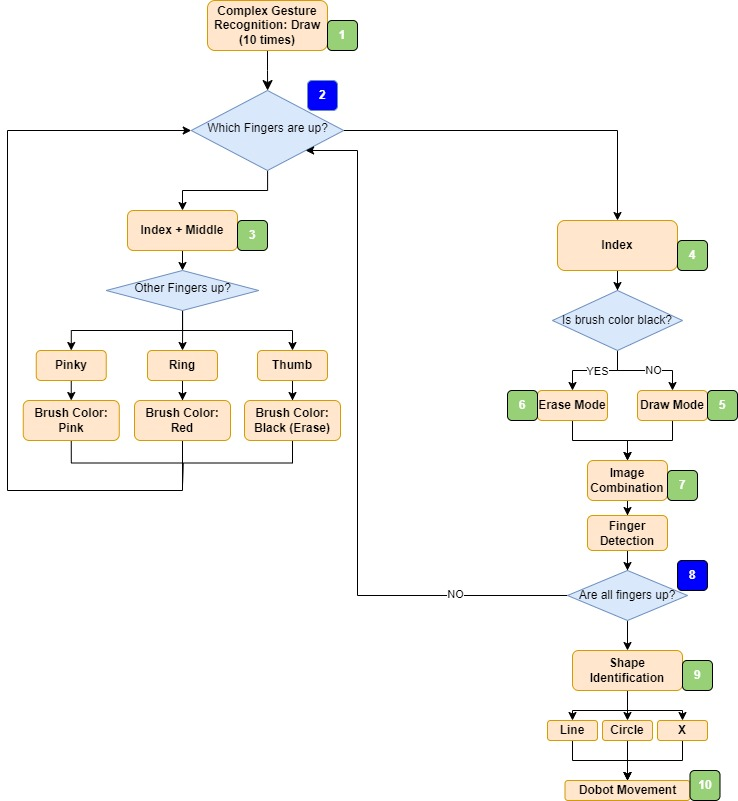 Complex Gesture
Recognition: Draw
(10 times)
1
2
Which Fingers are up?
Index + Middle
3
Index
4
Other Fingers up?
Is brush color black?
Pinky
Ring
Thumb
YES
NO
Brush Color:
Pink
Brush Color:
Red
Brush Color:
Black (Erase)
6
Erase Mode
Draw Mode
5
Image
Combination
7
Finger
Detection
8
Are all fingers up?
NO
Shape
Identification
9
Line
Circle
X
Dobot Movement
10